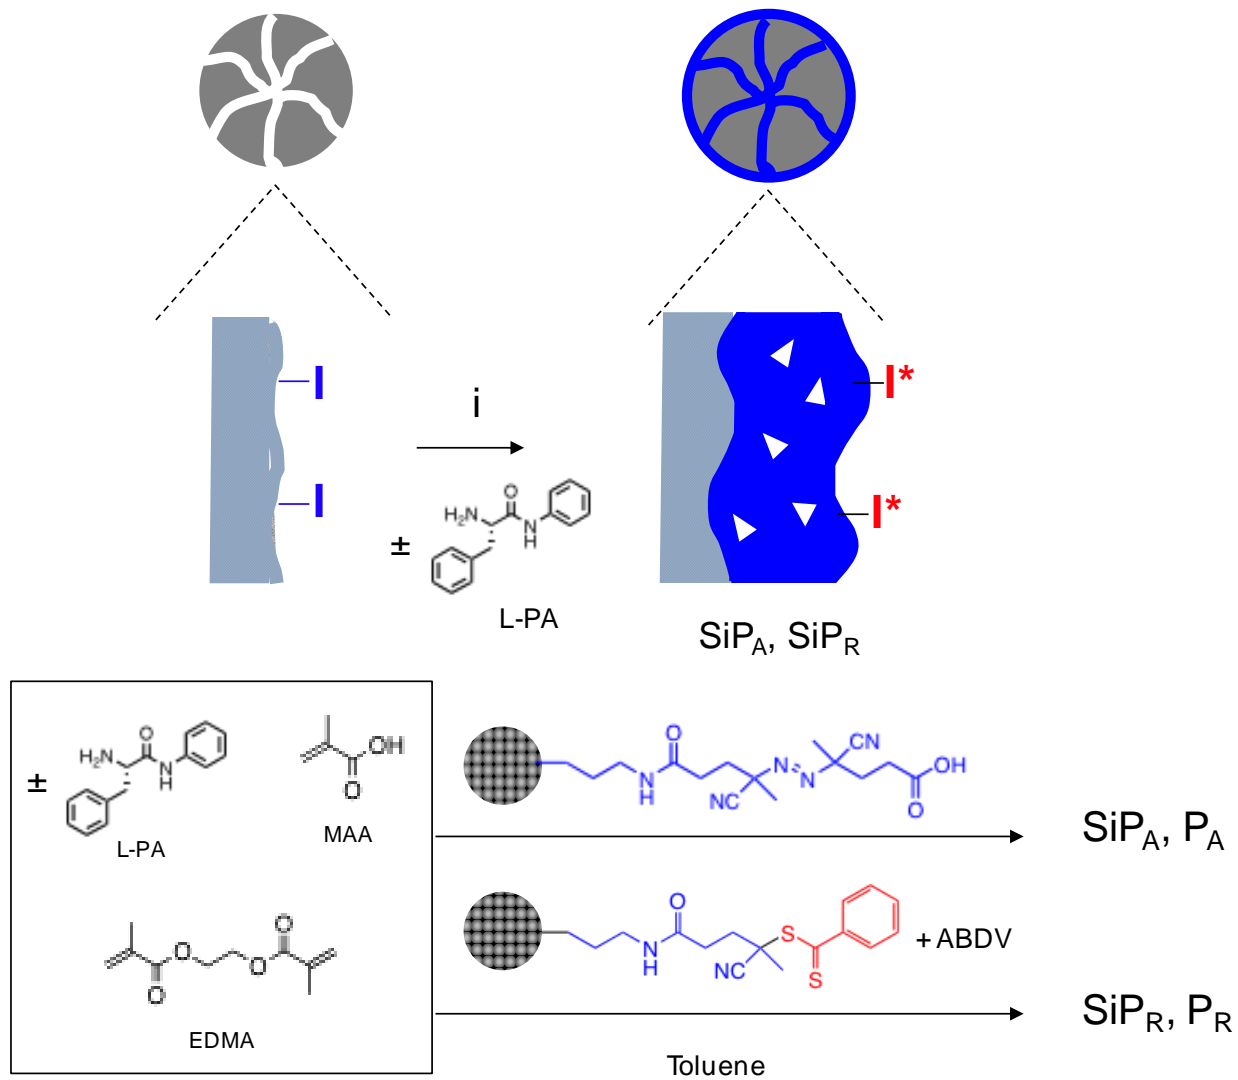 I
I
i
±
H₂N
O
N
H
L-PA
I*
I*
SiP_A, SiP_R
±
H₂N
O
N
H
L-PA
OH
O
MAA
O
O
O
O
EDMA
O
N
H
NC
N
N
CN
OH
O
SiP_A, P_A
O
N
H
NC
S
S
+ ABDV
SiP_R, P_R
Toluene